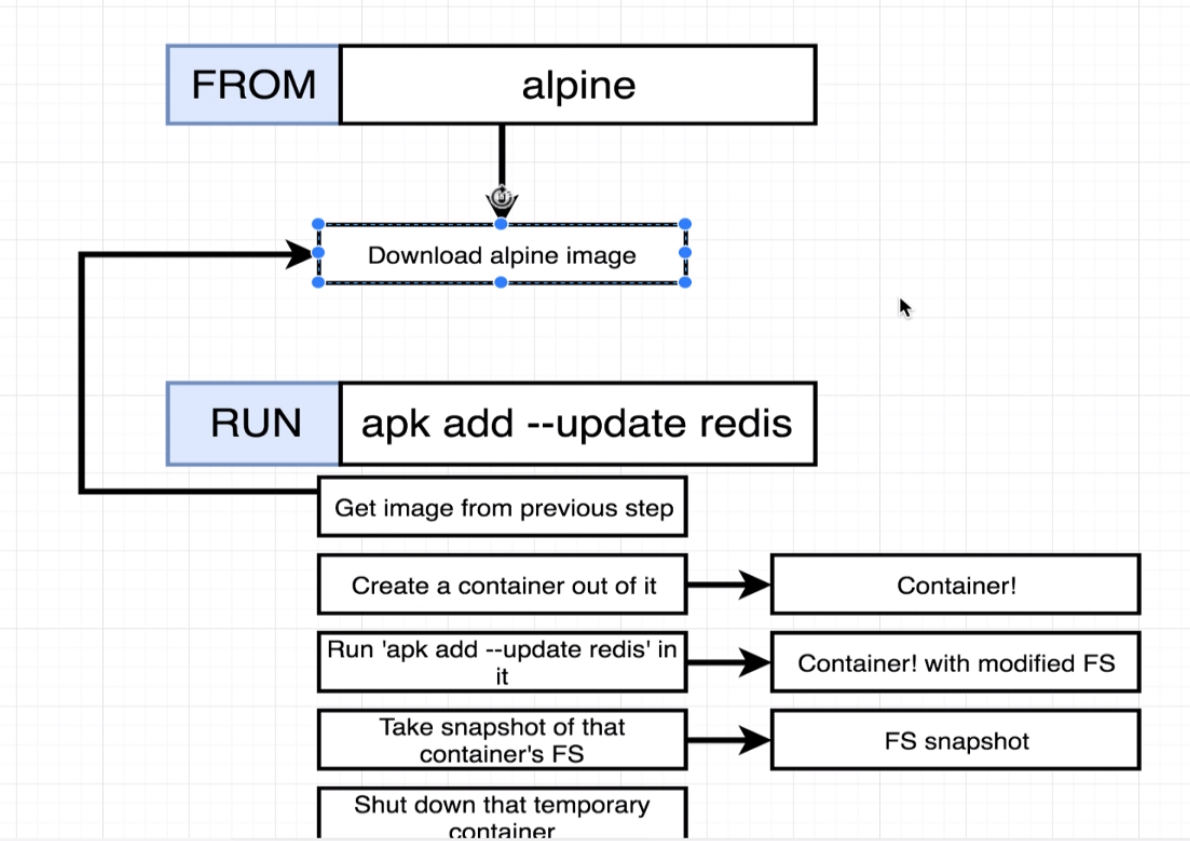 FROM alpine
Download alpine image
RUN apk add --update redis
Get image from previous step
Create a container out of it
Container!
Run 'apk add --update redis' in
it
Container! with modified FS
Take snapshot of that
container's FS
FS snapshot
Shut down that temporary
container